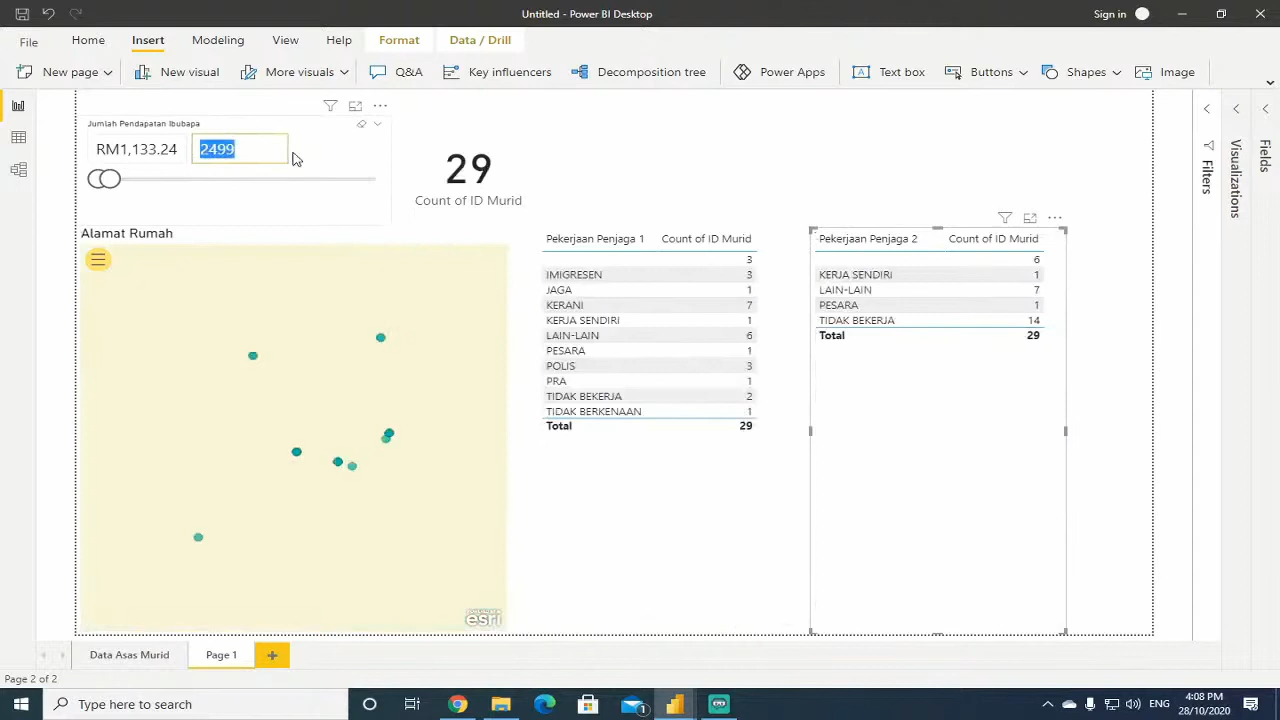 Untitled - Power BI Desktop
Sign in
File Home Insert Modeling View Help Format Data / Drill
New page New visual More visuals Q&A Key influencers Decomposition tree Power Apps Text box Buttons Shapes Image
Jumlah Pendapatan Ibubapa
RM1,133.24 2499
29
Count of ID Murid
Alamat Rumah
esri
Pekerjaan Penjaga 1 Count of ID Murid
3
IMIGRESEN 3
JAGA 1
KERANI 7
KERJA SENDIRI 1
LAIN-LAIN 6
PESARA 1
POLIS 3
PRA 1
TIDAK BEKERJA 2
TIDAK BERKENAAN 1
Total 29
Pekerjaan Penjaga 2 Count of ID Murid
6
KERJA SENDIRI 1
LAIN-LAIN 7
PESARA 1
TIDAK BEKERJA 14
Total 29
Filters
Visualizations
Fields
Data Asas Murid Page 1
Page 2 of 2
Type here to search
1
ENG
4:08 PM
28/10/2020